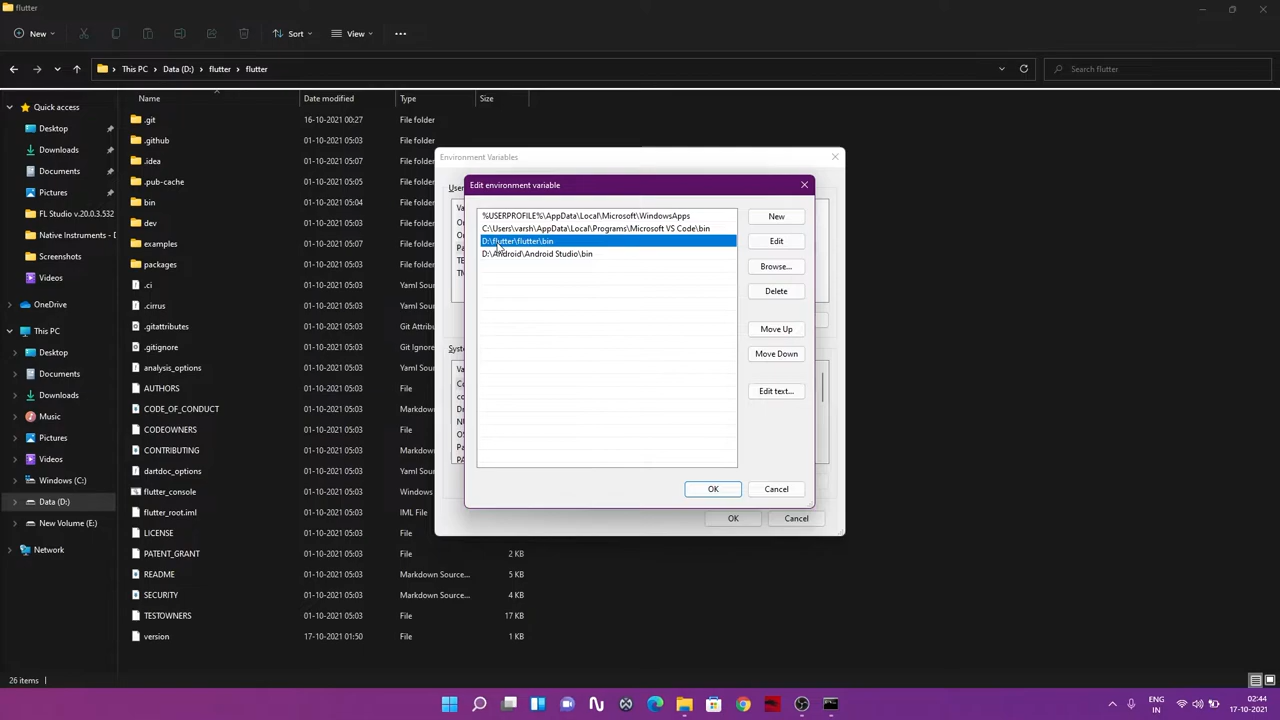 flutter
New
Sort
View
This PC > Data (D:) > flutter > flutter
Search flutter
Quick access
Desktop
Downloads
Documents
Pictures
FL Studio v.20.0.3.532
Native Instruments - D
Screenshots
Videos
OneDrive
This PC
Desktop
Documents
Downloads
Music
Pictures
Videos
Windows (C:)
Data (D:)
New Volume (E:)
Network
Name Date modified Type Size
.git 16-10-2021 00:27 File folder
.github 01-10-2021 05:03 File folder
.idea 01-10-2021 05:03 File folder
.pub-cache 01-10-2021 05:05 File folder
bin 01-10-2021 05:03 File folder
dev 01-10-2021 05:03 File folder
examples 01-10-2021 05:03 File folder
packages 01-10-2021 05:03 File folder
.ci 01-10-2021 05:03 Yaml Sour
.cirrus 01-10-2021 05:03 Yaml Sour
.gitattributes 01-10-2021 05:03 Git Attrib
.gitignore 01-10-2021 05:03 Git Ignore
analysis_options 01-10-2021 05:03 Yaml Sour
AUTHORS 01-10-2021 05:03 File
CODE_OF_CONDUCT 01-10-2021 05:03 Markdown
CODEOWNERS 01-10-2021 05:03 File
CONTRIBUTING 01-10-2021 05:03 Markdown
dartdoc_options 01-10-2021 05:03 Yaml Sour
flutter_console 01-10-2021 05:03 Windows
flutter_root.iml 01-10-2021 05:03 IML File
LICENSE 01-10-2021 05:03 File
PATENT_GRANT 01-10-2021 05:03 File 2 KB
README 01-10-2021 05:03 Markdown Source... 5 KB
SECURITY 01-10-2021 05:03 Markdown Source... 4 KB
TESTOWNERS 01-10-2021 05:03 File 17 KB
version 17-10-2021 01:50 File 1 KB
Environment Variables
Edit environment variable
%USERPROFILE%\AppData\Local\Microsoft\WindowsApps
C:\Users\varsh\AppData\Local\Programs\Microsoft VS Code\bin
D:\flutter\flutter\bin
D:\Android\Android Studio\bin
New
Edit
Browse...
Delete
Move Up
Move Down
Edit text...
OK Cancel
OK Cancel
26 items
ENG
IN
02:44
17-10-2021